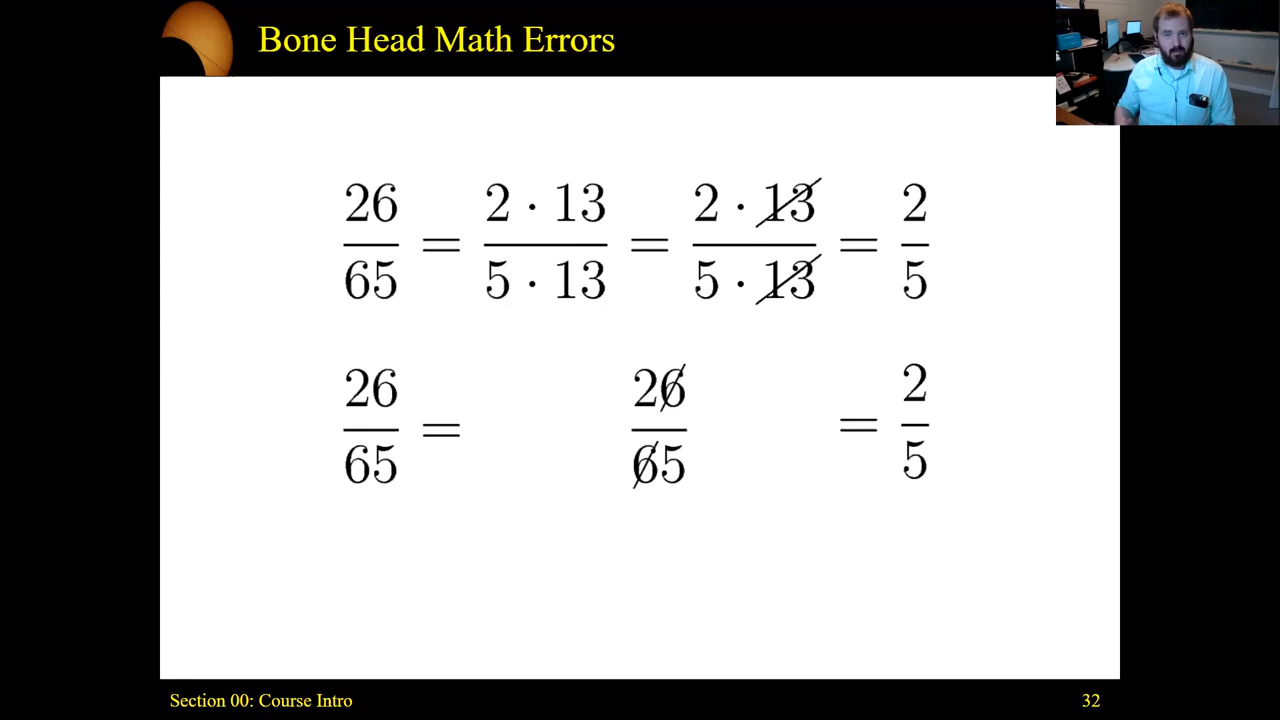 Bone Head Math Errors
26/65 = 2 · 13/5 · 13 = 2 · 13/5 · 13 = 2/5
26/65 = 26/65 = 2/5
Section 00: Course Intro
32